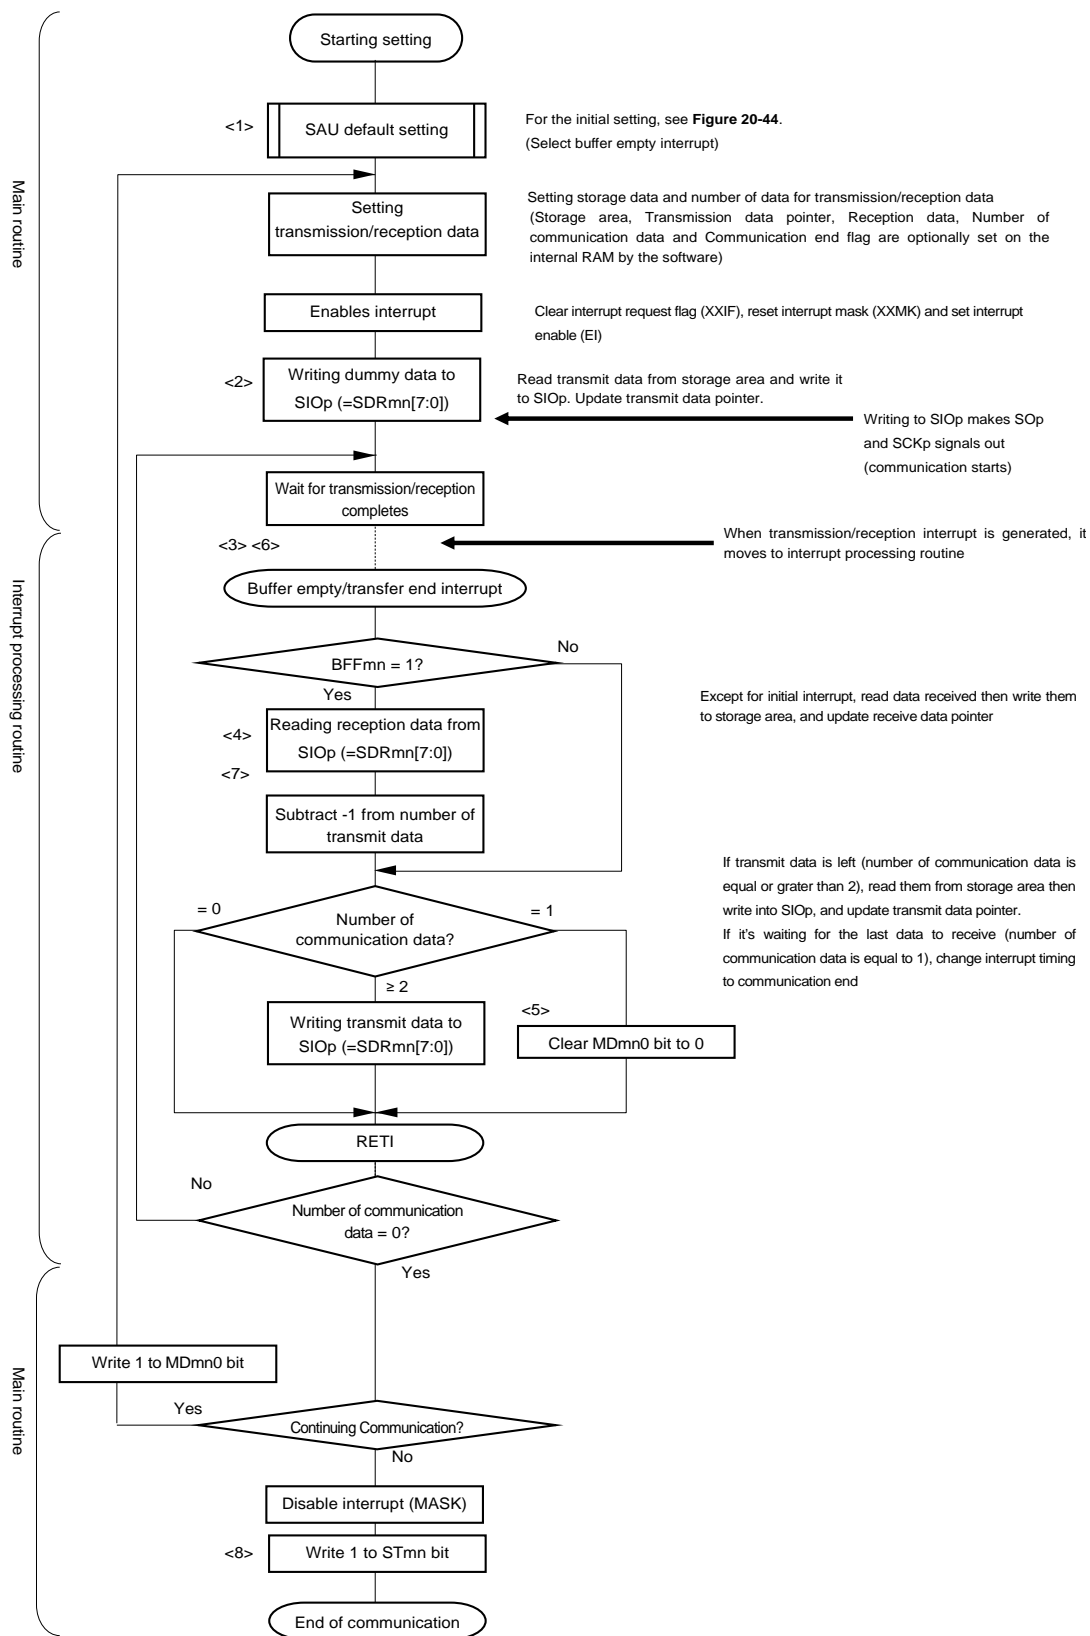 Starting setting
<1>
SAU default setting
For the initial setting, see Figure 20-44.
(Select buffer empty interrupt)
Main routine
Setting
transmission/reception data
Setting storage data and number of data for transmission/reception data
(Storage area, Transmission data pointer, Reception data, Number of
communication data and Communication end flag are optionally set on the
internal RAM by the software)
Enables interrupt
Clear interrupt request flag (XXIF), reset interrupt mask (XXMK) and set interrupt
enable (EI)
<2>
Writing dummy data to
SIOp (=SDRmn[7:0])
Read transmit data from storage area and write it
to SIOp. Update transmit data pointer.
Writing to SIOp makes SOp
and SCKp signals out
(communication starts)
Wait for transmission/reception
completes
<3> <6>
When transmission/reception interrupt is generated, it
moves to interrupt processing routine
Interrupt processing routine
Buffer empty/transfer end interrupt
BFFmn = 1?
No
Yes
Except for initial interrupt, read data received then write them
to storage area, and update receive data pointer
<4>
Reading reception data from
SIOp (=SDRmn[7:0])
<7>
Subtract -1 from number of
transmit data
If transmit data is left (number of communication data is
equal or grater than 2), read them from storage area then
write into SIOp, and update transmit data pointer.
If it's waiting for the last data to receive (number of
communication data is equal to 1), change interrupt timing
to communication end
= 0
= 1
Number of
communication data?
≥ 2
<5>
Writing transmit data to
SIOp (=SDRmn[7:0])
Clear MDmn0 bit to 0
RETI
No
Number of communication
data = 0?
Yes
Main routine
Write 1 to MDmn0 bit
Yes
Continuing Communication?
No
Disable interrupt (MASK)
<8>
Write 1 to STmn bit
End of communication